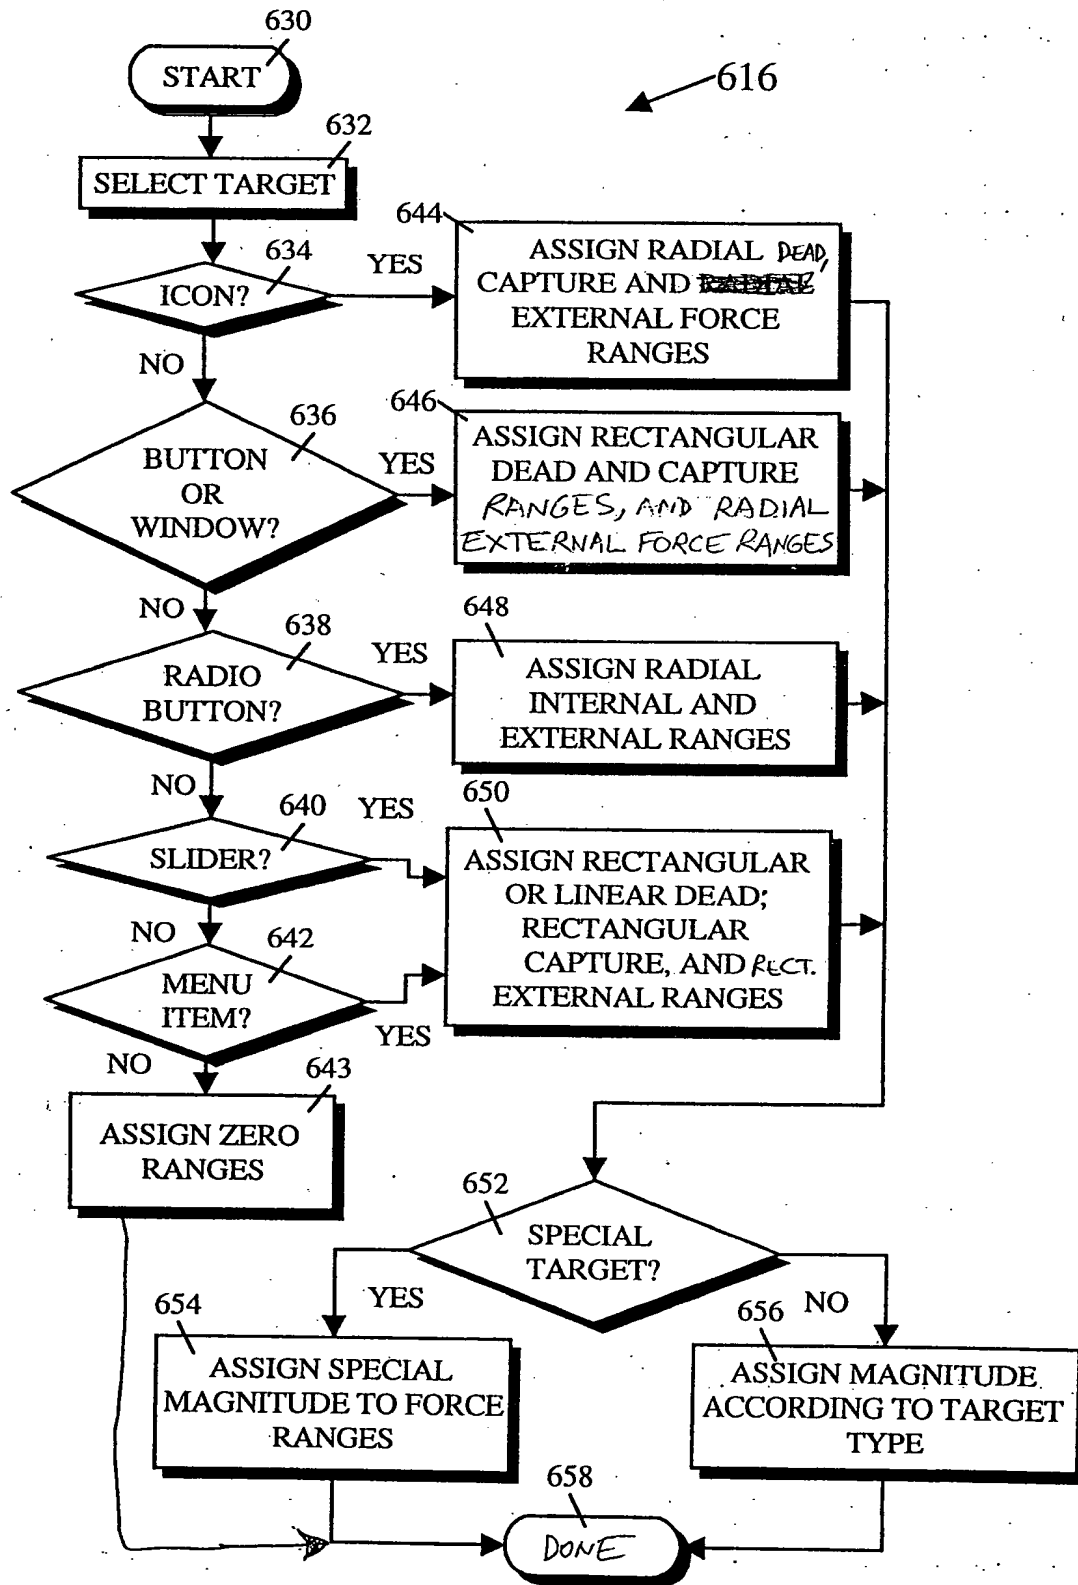 630
START
616
632
SELECT TARGET
634
ICON?
YES
NO
644
ASSIGN RADIAL DEAD,
CAPTURE AND
EXTERNAL FORCE
RANGES
636
BUTTON
OR
WINDOW?
YES
NO
646
ASSIGN RECTANGULAR
DEAD AND CAPTURE
RANGES, AND RADIAL
EXTERNAL FORCE RANGES
638
RADIO
BUTTON?
YES
NO
648
ASSIGN RADIAL
INTERNAL AND
EXTERNAL RANGES
640
SLIDER?
YES
NO
650
ASSIGN RECTANGULAR
OR LINEAR DEAD;
RECTANGULAR
CAPTURE, AND RECT.
EXTERNAL RANGES
642
MENU
ITEM?
YES
NO
643
ASSIGN ZERO
RANGES
652
SPECIAL
TARGET?
YES
NO
654
ASSIGN SPECIAL
MAGNITUDE TO FORCE
RANGES
656
ASSIGN MAGNITUDE
ACCORDING TO TARGET
TYPE
658
DONE